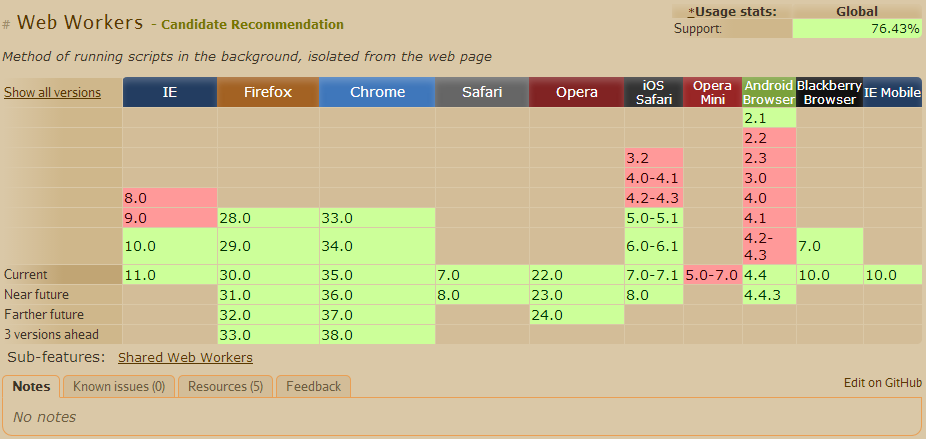 # Web Workers - Candidate Recommendation
*Usage stats: Global
Support: 76.43%
Method of running scripts in the background, isolated from the web page
Show all versions IE Firefox Chrome Safari Opera iOS Safari Opera Mini Android Browser Blackberry Browser IE Mobile
2.1
2.2
3.2 2.3
4.0-4.1 3.0
8.0 4.2-4.3 4.0
9.0 28.0 33.0 5.0-5.1 4.1
10.0 29.0 34.0 6.0-6.1 4.2-4.3 7.0
Current 11.0 30.0 35.0 7.0 22.0 7.0-7.1 5.0-7.0 4.4 10.0 10.0
Near future 31.0 36.0 8.0 23.0 8.0 4.4.3
Farther future 32.0 37.0 24.0
3 versions ahead 33.0 38.0
Sub-features: Shared Web Workers
Notes Known issues (0) Resources (5) Feedback Edit on GitHub
No notes